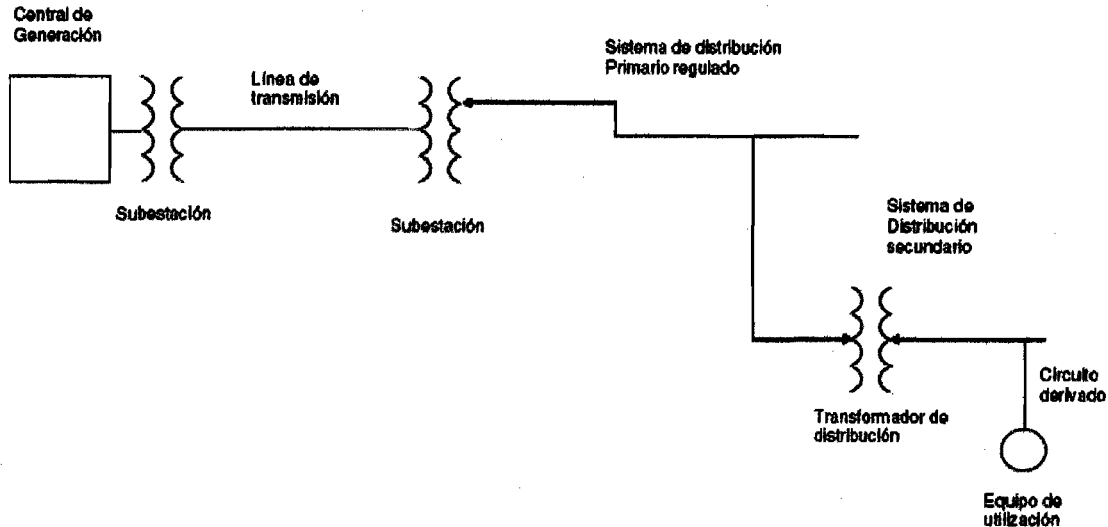 Central de
Generación
Línea de
transmisión
Sistema de distribución
Primario regulado
Subestación
Subestación
Sistema de
Distribución
secundario
Circuito
derivado
Transformador de
distribución
Equipo de
utilización